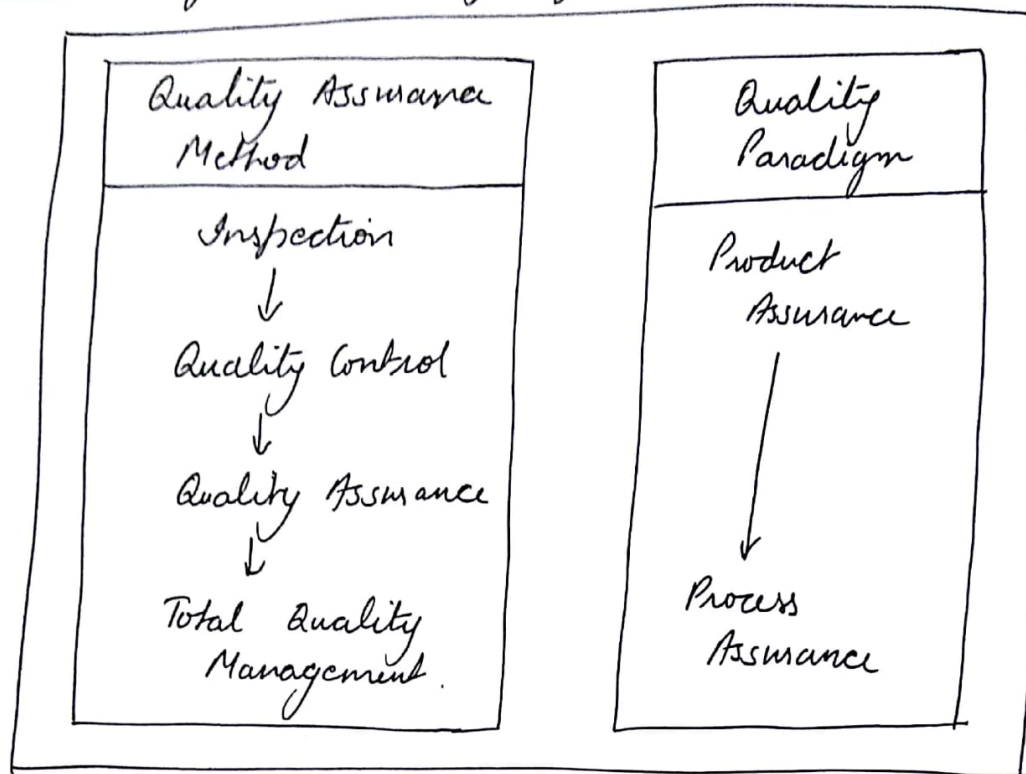 Quality Assurance
Method
Inspection
↓
Quality Control
↓
Quality Assurance
↓
Total Quality
Management.
Quality
Paradigm
Product
Assurance
↓
Process
Assurance